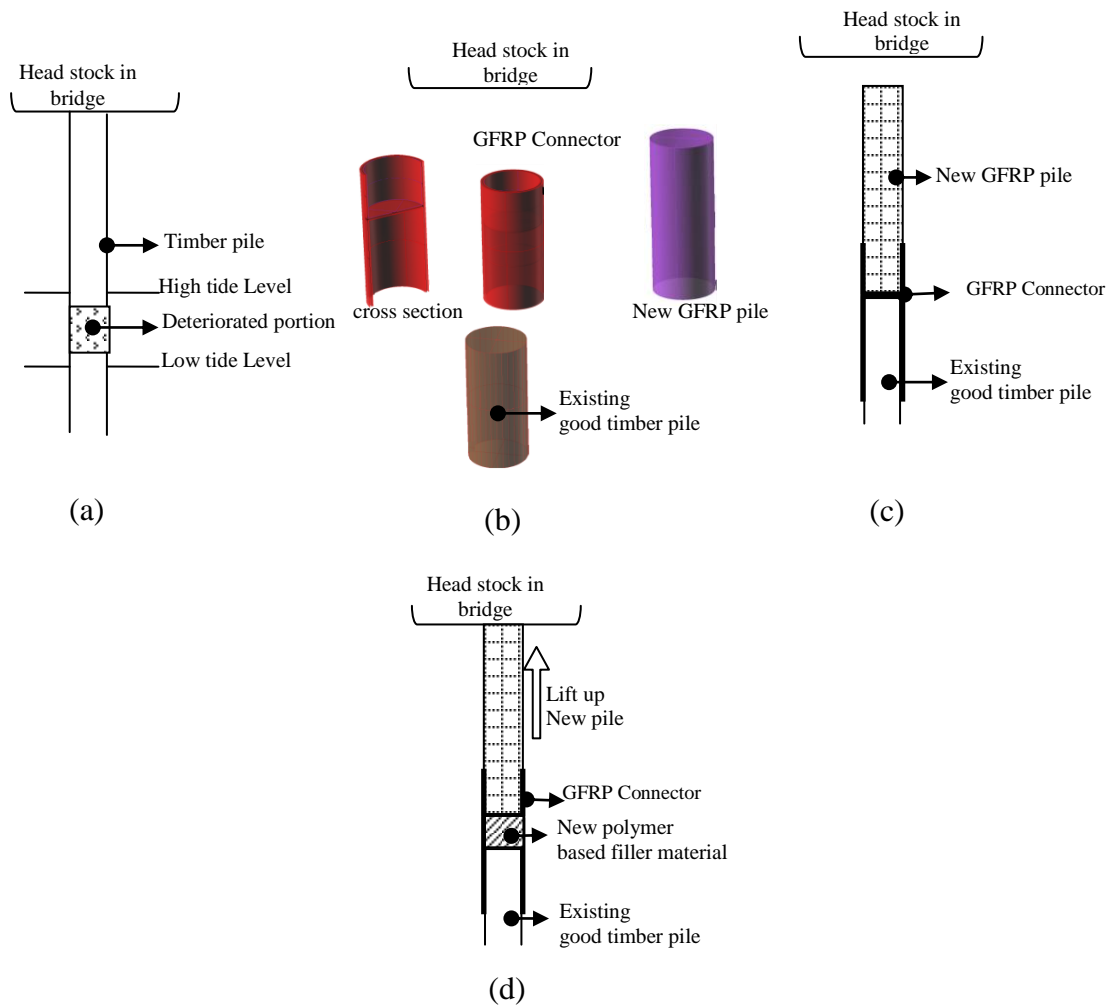 Head stock in
bridge
Timber pile
High tide Level
Deteriorated portion
Low tide Level
(a)
Head stock in
bridge
GFRP Connector
cross section
New GFRP pile
Existing
good timber pile
(b)
Head stock in
bridge
New GFRP pile
GFRP Connector
Existing
good timber pile
(c)
Head stock in
bridge
Lift up
New pile
GFRP Connector
New polymer
based filler material
Existing
good timber pile
(d)